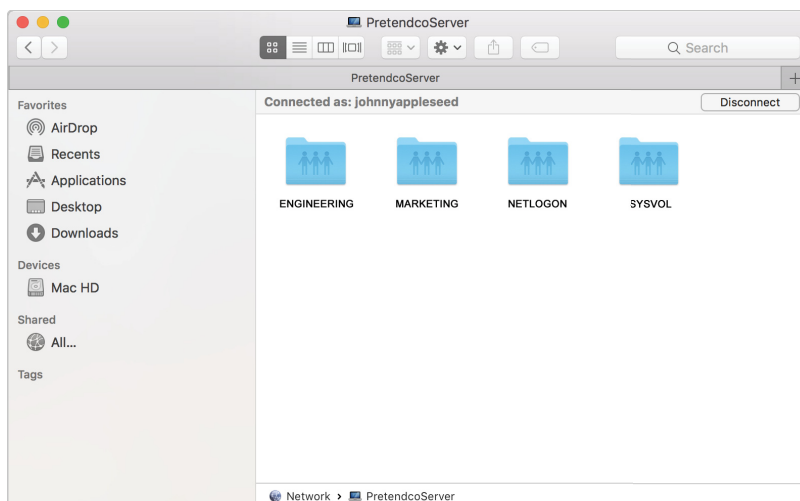 PretendcoServer
Search
PretendcoServer
Favorites
AirDrop
Recents
Applications
Desktop
Downloads
Devices
Mac HD
Shared
All...
Tags
Connected as: johnnyappleseed
Disconnect
ENGINEERING MARKETING NETLOGON SYSVOL
Network › PretendcoServer